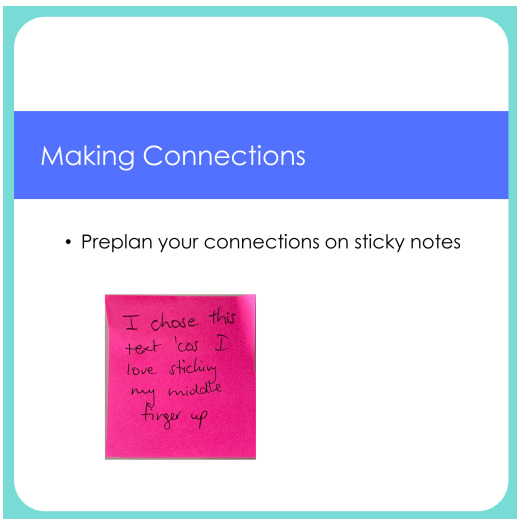 Making Connections
• Preplan your connections on sticky notes
I chose this
text 'cos I
love sticking
my middle
finger up